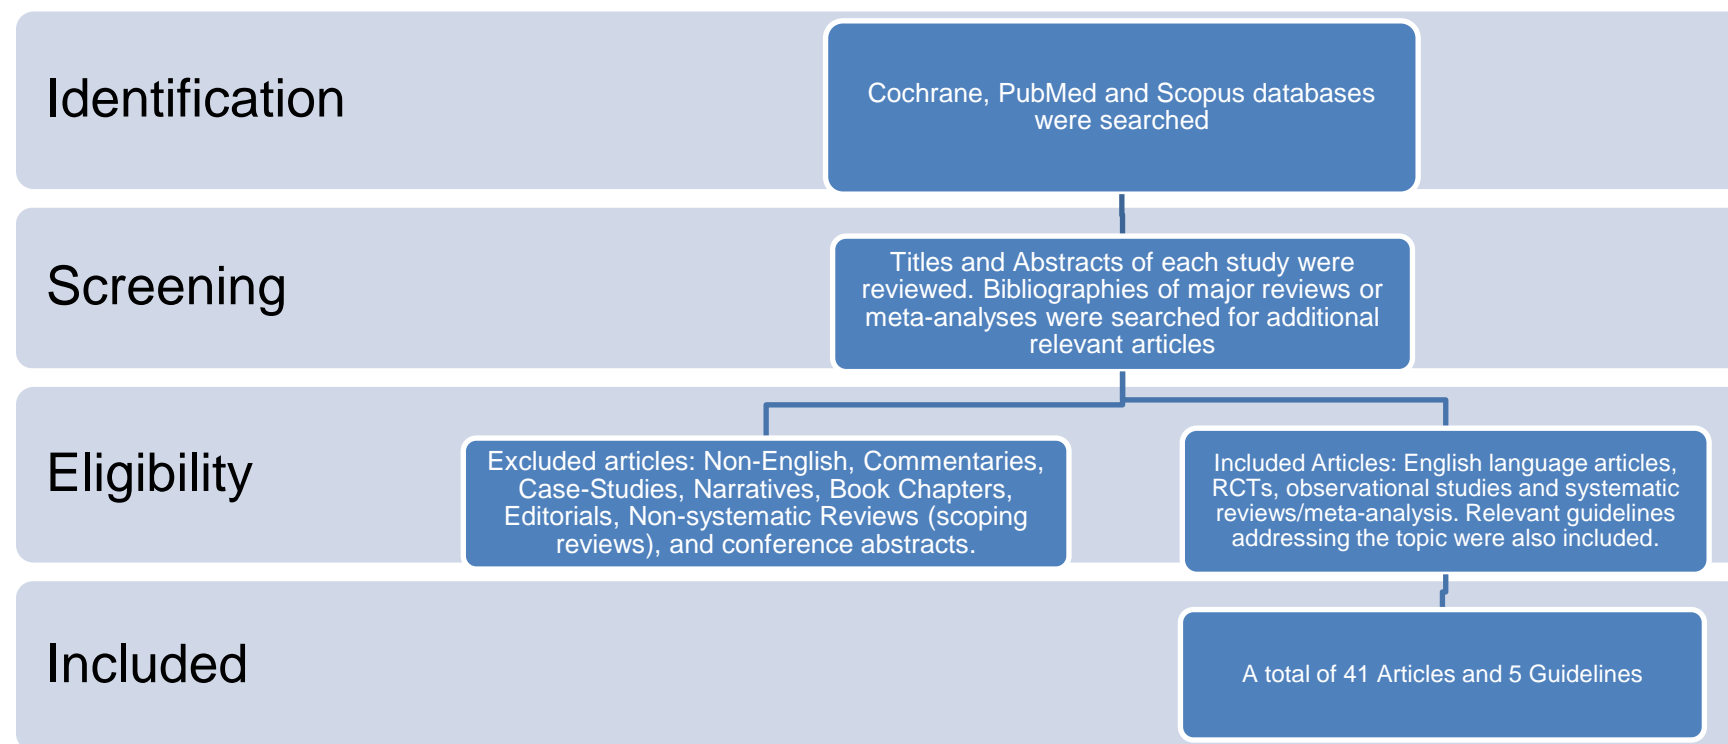 Identification
Cochrane, PubMed and Scopus databases
were searched
Screening
Titles and Abstracts of each study were
reviewed. Bibliographies of major reviews or
meta-analyses were searched for additional
relevant articles
Eligibility
Excluded articles: Non-English, Commentaries,
Case-Studies, Narratives, Book Chapters,
Editorials, Non-systematic Reviews (scoping
reviews), and conference abstracts.
Included Articles: English language articles,
RCTs, observational studies and systematic
reviews/meta-analysis. Relevant guidelines
addressing the topic were also included.
Included
A total of 41 Articles and 5 Guidelines